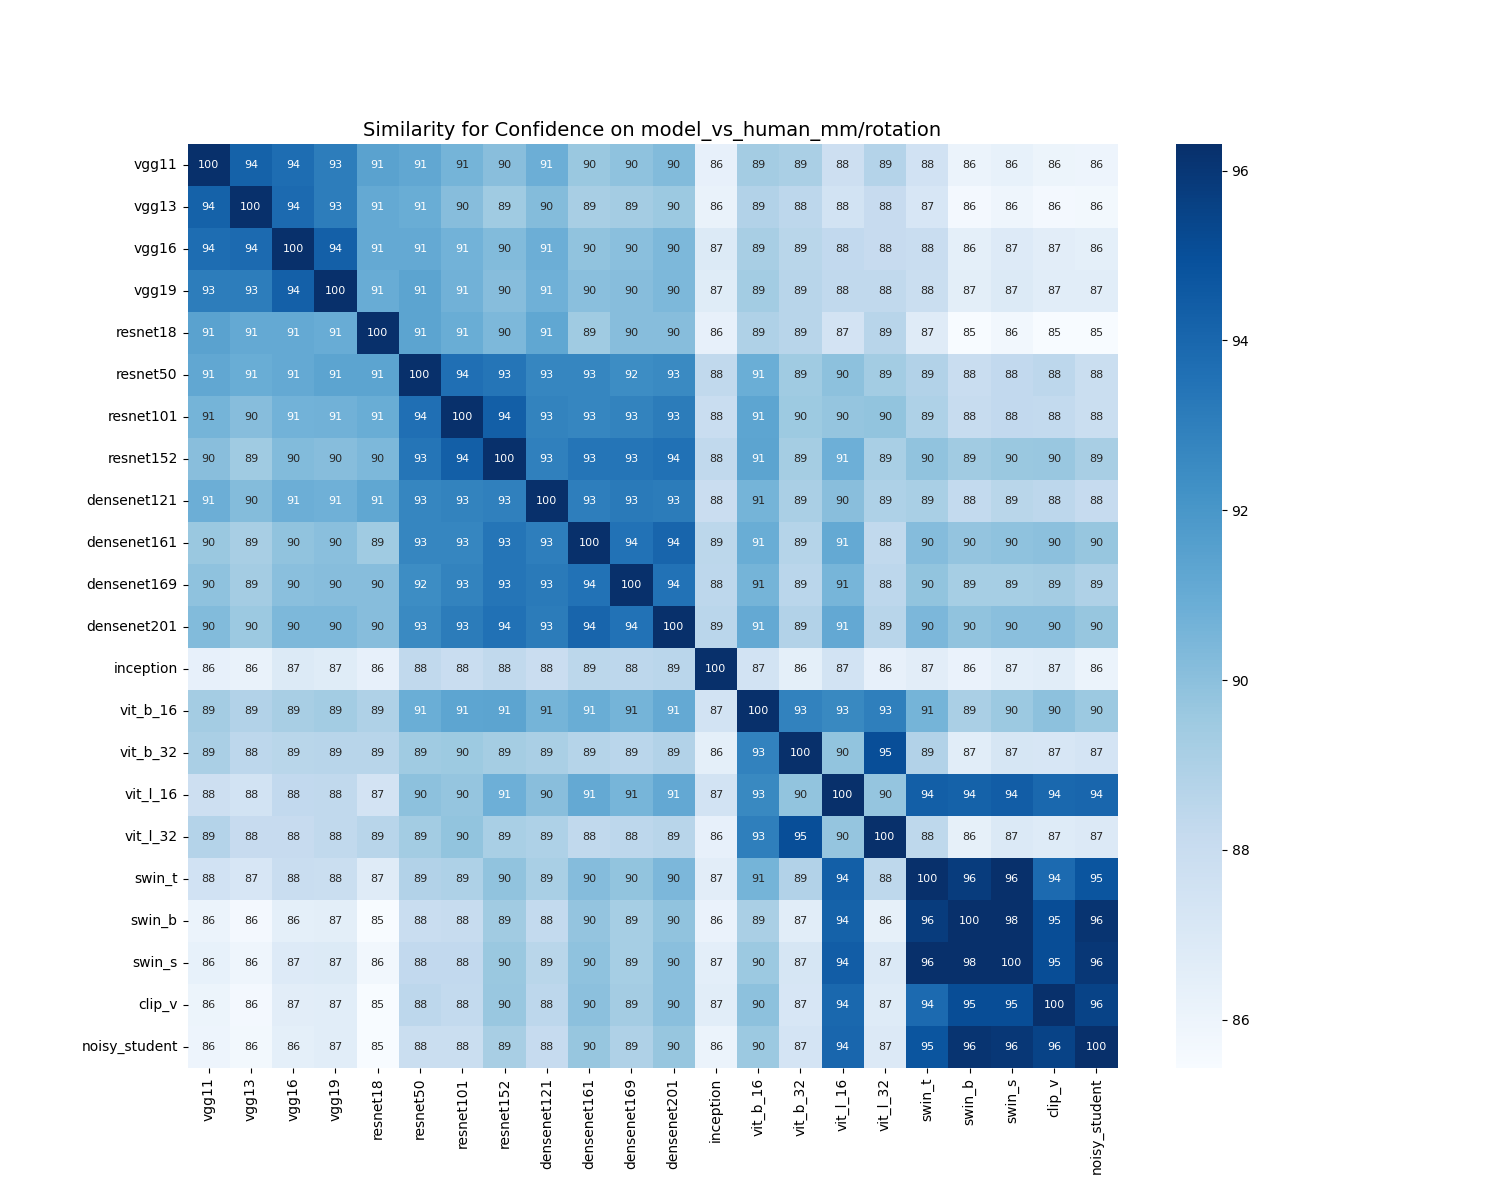 Similarity for Confidence on model_vs_human_mm/rotation
vgg11 100 94 94 93 91 91 91 90 91 90 90 90 86 89 89 88 89 88 86 86 86 86
vgg13 94 100 94 93 91 91 90 89 90 89 89 90 86 89 88 88 88 87 86 86 86 86
vgg16 94 94 100 94 91 91 91 90 91 90 90 90 87 89 89 88 88 88 86 87 87 86
vgg19 93 93 94 100 91 91 91 90 91 90 90 90 87 89 89 88 88 88 87 87 87 87
resnet18 91 91 91 91 100 91 91 90 91 89 90 90 86 89 89 87 89 87 85 86 85 85
resnet50 91 91 91 91 91 100 94 93 93 93 92 93 88 91 89 90 89 89 88 88 88 88
resnet101 91 90 91 91 91 94 100 94 93 93 93 93 88 91 90 90 90 89 88 88 88 88
resnet152 90 89 90 90 90 93 94 100 93 93 93 94 88 91 89 91 89 90 89 90 90 89
densenet121 91 90 91 91 91 93 93 93 100 93 93 93 88 91 89 90 89 89 88 89 88 88
densenet161 90 89 90 90 89 93 93 93 93 100 94 94 89 91 89 91 88 90 90 90 90 90
densenet169 90 89 90 90 90 92 93 93 93 94 100 94 88 91 89 91 88 90 89 89 89 89
densenet201 90 90 90 90 90 93 93 94 93 94 94 100 89 91 89 91 89 90 90 90 90 90
inception 86 86 87 87 86 88 88 88 88 89 88 89 100 87 86 87 86 87 86 87 87 86
vit_b_16 89 89 89 89 89 91 91 91 91 91 91 91 87 100 93 93 93 91 89 90 90 90
vit_b_32 89 88 89 89 89 89 90 89 89 89 89 89 86 93 100 90 95 89 87 87 87 87
vit_l_16 88 88 88 88 87 90 90 91 90 91 91 91 87 93 90 100 90 94 94 94 94 94
vit_l_32 89 88 88 88 89 89 90 89 89 88 88 89 86 93 95 90 100 88 86 87 87 87
swin_t 88 87 88 88 87 89 89 90 89 90 90 90 87 91 89 94 88 100 96 96 94 95
swin_b 86 86 86 87 85 88 88 89 88 90 89 90 86 89 87 94 86 96 100 98 95 96
swin_s 86 86 87 87 86 88 88 90 89 90 89 90 87 90 87 94 87 96 98 100 95 96
clip_v 86 86 87 87 85 88 88 90 88 90 89 90 87 90 87 94 87 94 95 95 100 96
noisy_student 86 86 86 87 85 88 88 89 88 90 89 90 86 90 87 94 87 95 96 96 96 100
vgg11 vgg13 vgg16 vgg19 resnet18 resnet50 resnet101 resnet152 densenet121 densenet161 densenet169 densenet201 inception vit_b_16 vit_b_32 vit_l_16 vit_l_32 swin_t swin_b swin_s clip_v noisy_student
96
94
92
90
88
86